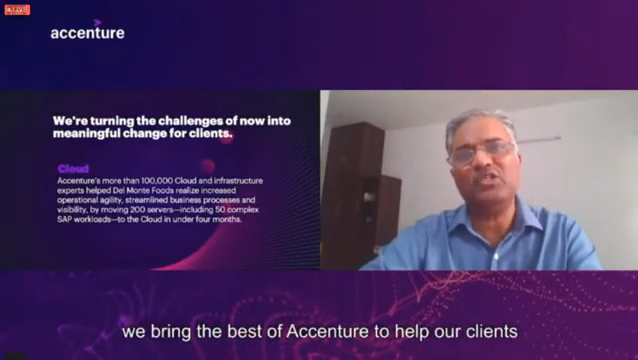 LIVE
accenture
We're turning the challenges of now into
meaningful change for clients.
Cloud
Accenture's more than 100,000 Cloud and infrastructure
experts helped Del Monte Foods realize increased
operational agility, streamlined business processes and
visibility, by moving 200 servers—including 50 complex
SAP workloads—to the Cloud in under four months.
we bring the best of Accenture to help our clients